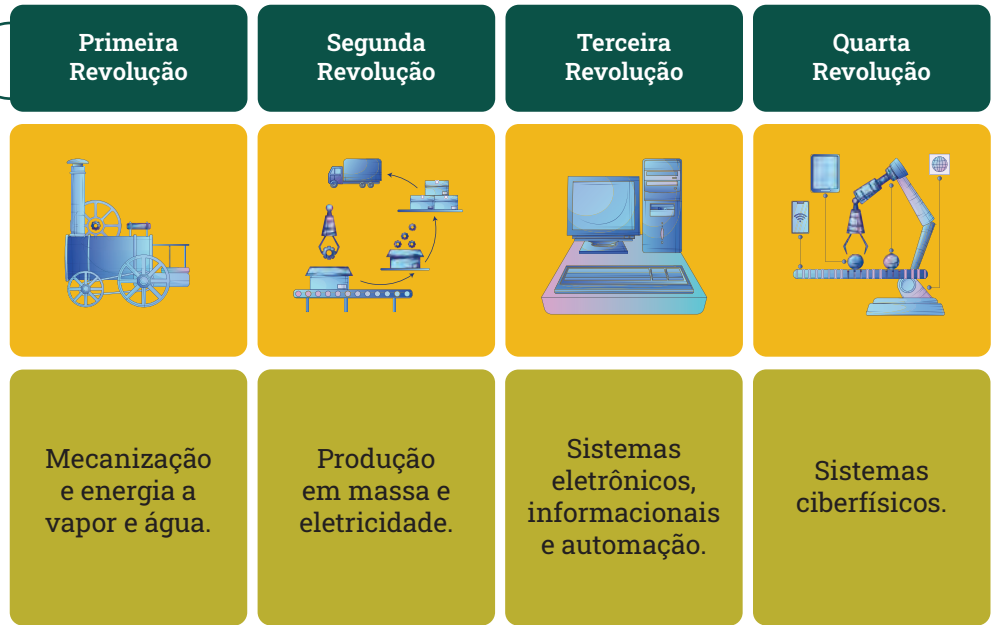 Primeira
Revolução
Segunda
Revolução
Terceira
Revolução
Quarta
Revolução
Mecanização
e energia a
vapor e água.
Produção
em massa e
eletricidade.
Sistemas
eletrônicos,
informacionais
e automação.
Sistemas
ciberfísicos.